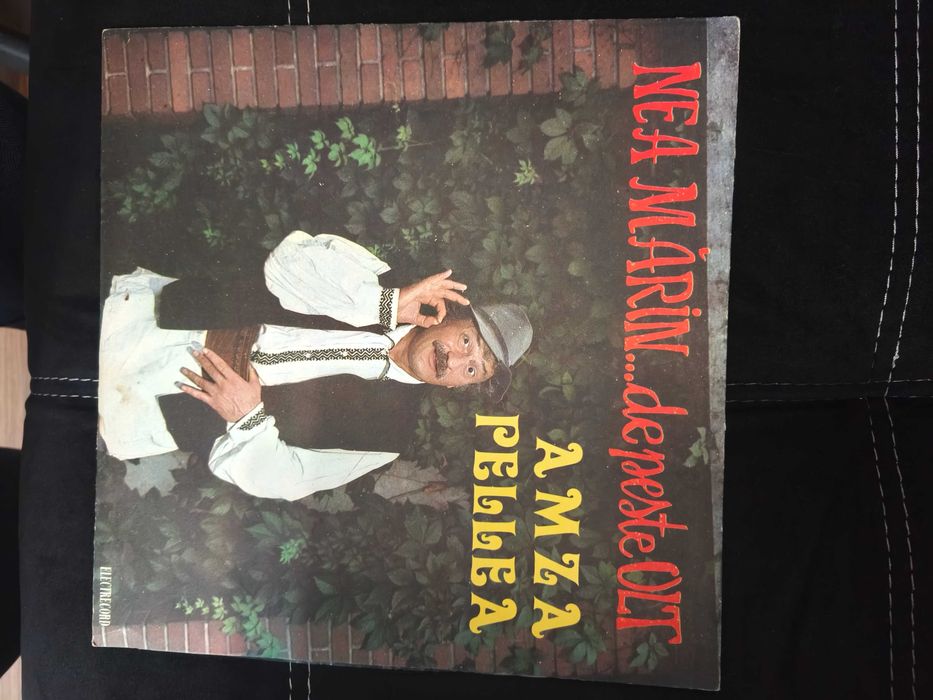 NEA MĂRIN...de peste OLT
AMZA
PELLEA
ELECTRECORD